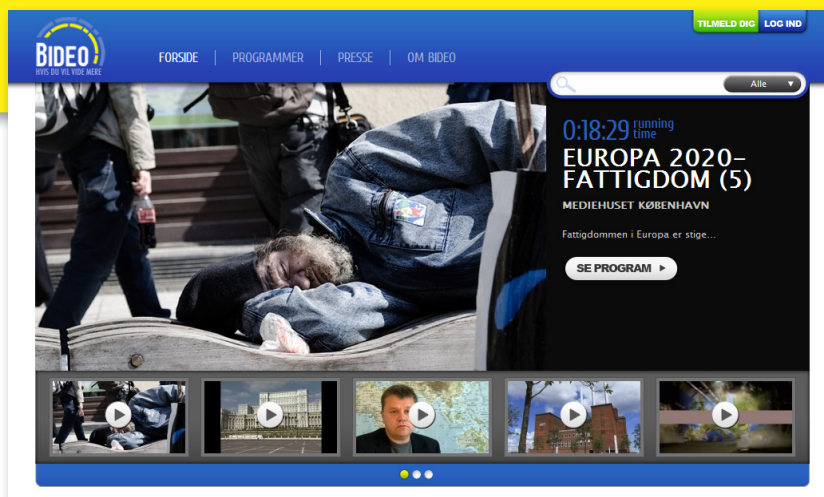 TILMELD DIG LOG IND
BIDEO
HVIS DU VIL VIDE MERE
FORSIDE PROGRAMMER PRESSE OM BIDEO
Alle
0:18:29 running time
EUROPA 2020-
FATTIGDOM (5)
MEDIEHUSET KØBENHAVN
Fattigdommen i Europa er stige...
SE PROGRAM